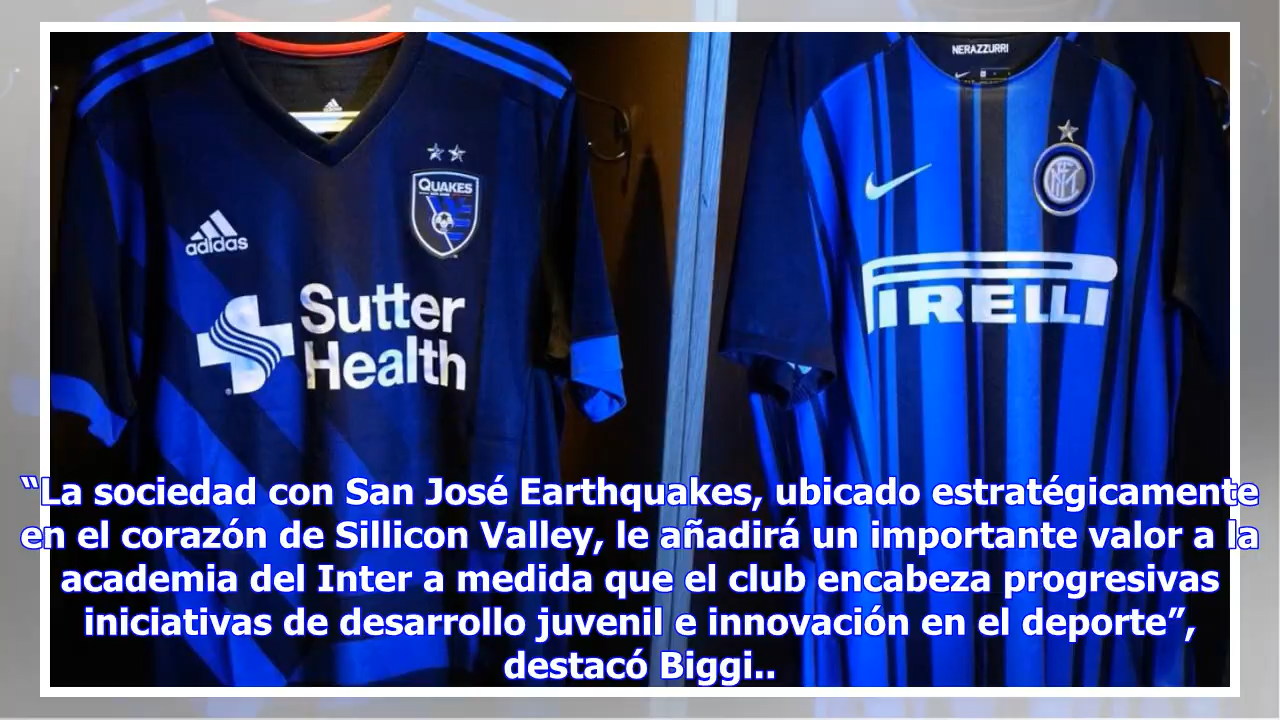 NERAZZURRI
QUAKES
adidas
Sutter
Health
PIRELLI
“La sociedad con San José Earthquakes, ubicado estratégicamente
en el corazón de Sillicon Valley, le añadirá un importante valor a la
academia del Inter a medida que el club encabeza progresivas
iniciativas de desarrollo juvenil e innovación en el deporte”,
destacó Biggi..